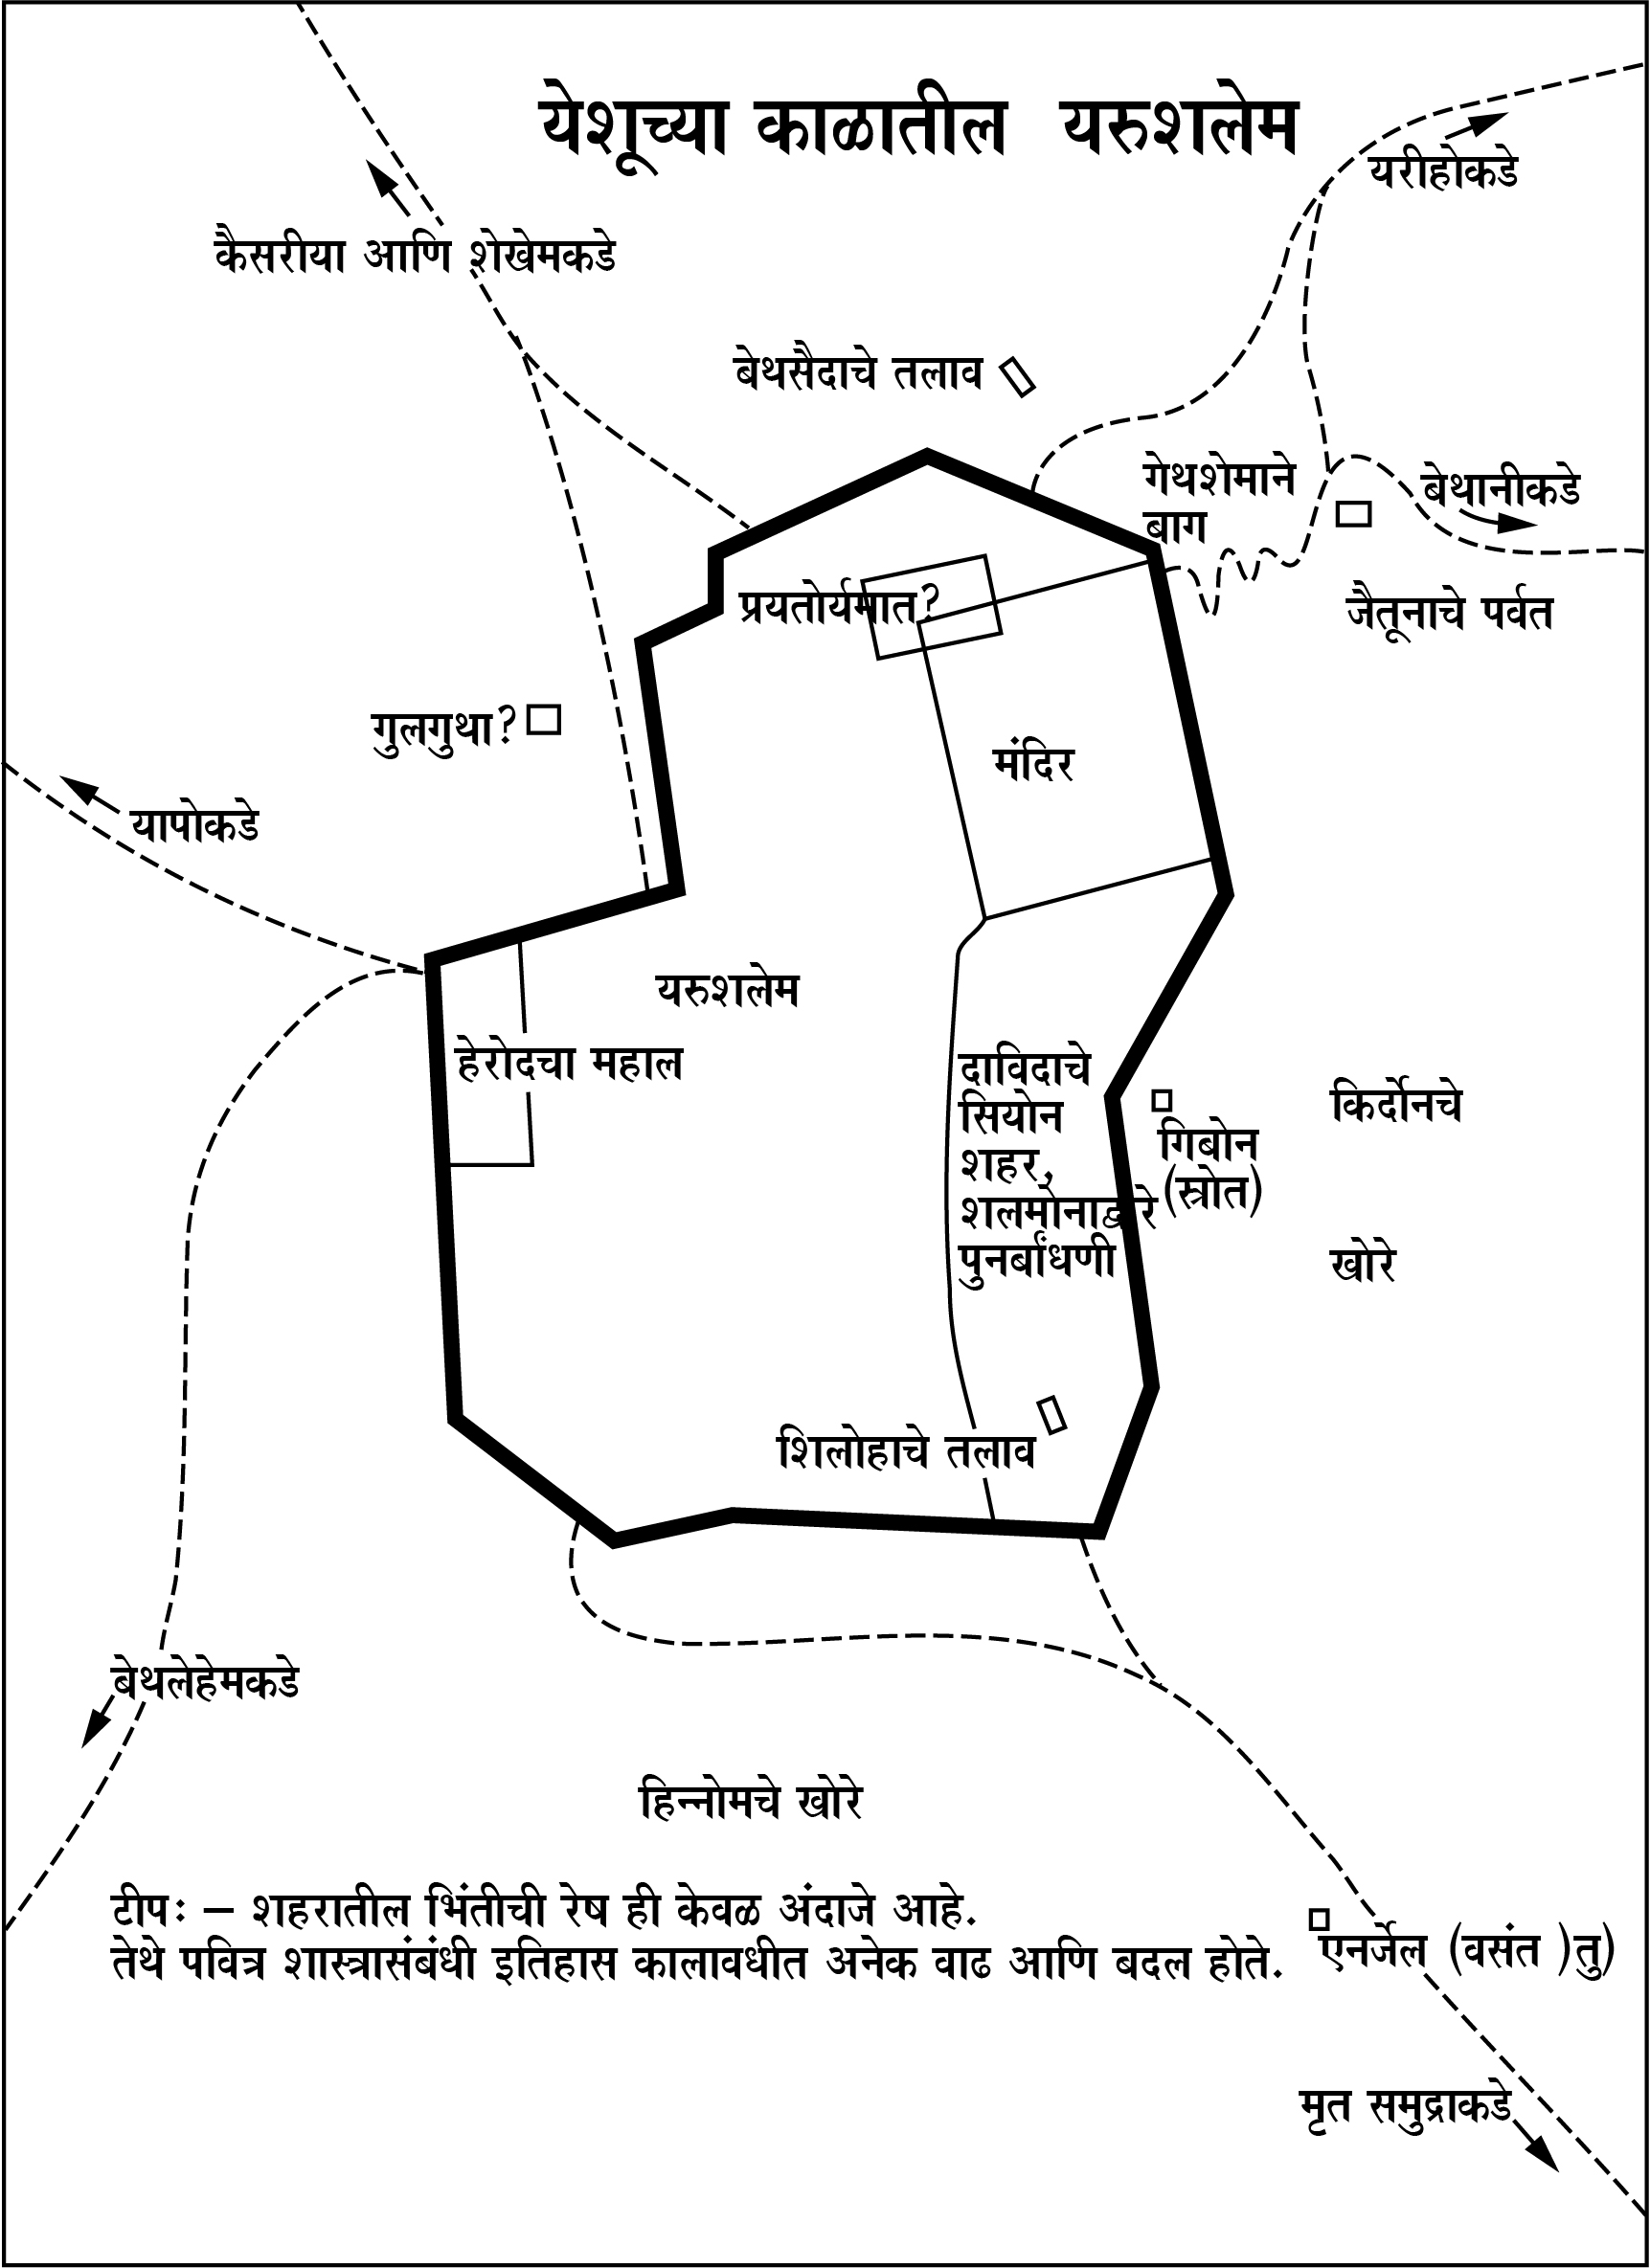 येशूच्या काळातील यरुशलेम
यरीहोकडे
कैसरीया आणि शेखेमकडे
बेथसैदाचे तलाव
गेथशेमाने
बाग
बेथानीकडे
प्रयतोर्यमात?
जैतूनाचे पर्वत
गुलगुथा?
मंदिर
यापोकडे
यरुशलेम
हेरोदचा महाल
दाविदाचे
सियोन
शहर,
शलमोनाद्वारे
पुनर्बांधणी
गिबोन
(स्रोत)
किर्दोनचे
खोरे
शिलोहाचे तलाव
बेथलेहेमकडे
हिन्नोमचे खोरे
टीपः – शहरातील भिंतीची रेष ही केवळ अंदाजे आहे.
तेथे पवित्र शास्त्रासंबंधी इतिहास कालावधीत अनेक वाढ आणि बदल होते.
एनर्जेल (वसंत )तु)
मृत समुद्राकडे